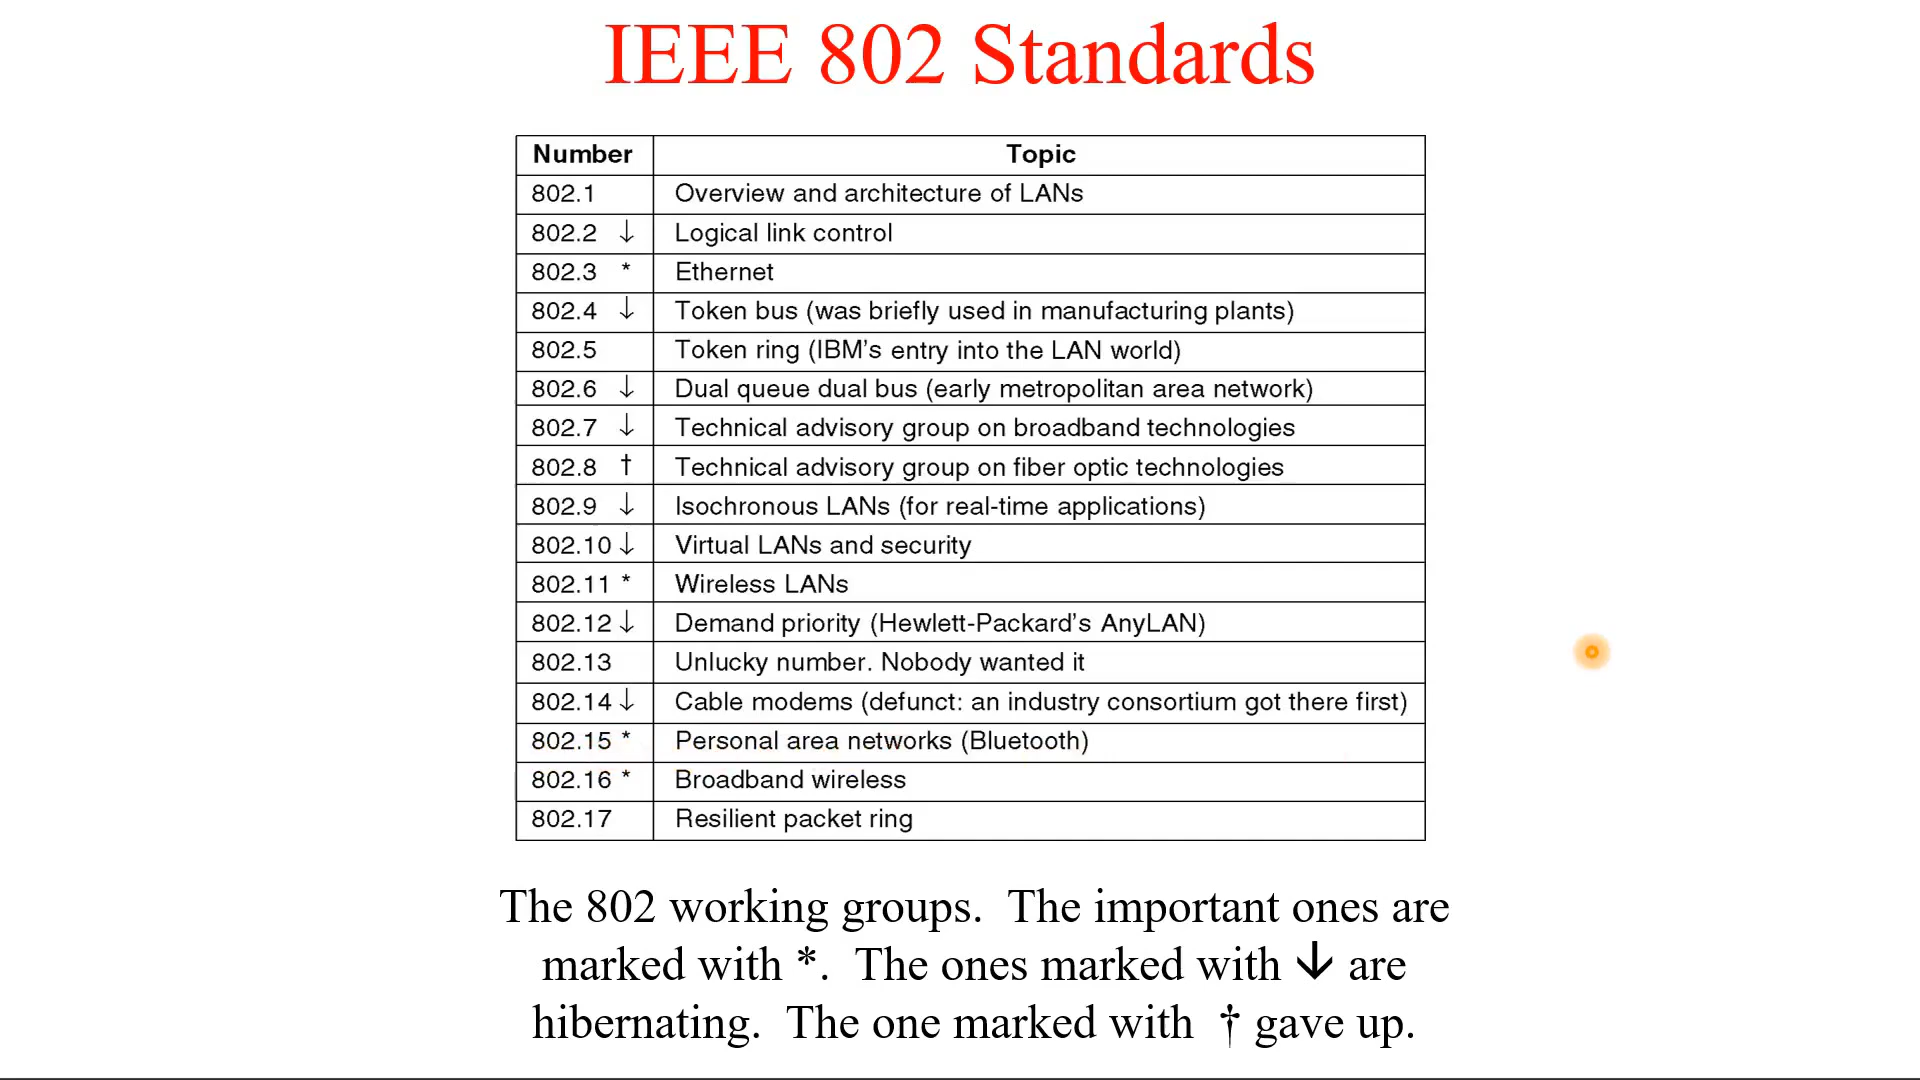 IEEE 802 Standards
Number Topic
802.1 Overview and architecture of LANs
802.2 ↓ Logical link control
802.3 * Ethernet
802.4 ↓ Token bus (was briefly used in manufacturing plants)
802.5 Token ring (IBM's entry into the LAN world)
802.6 ↓ Dual queue dual bus (early metropolitan area network)
802.7 ↓ Technical advisory group on broadband technologies
802.8 † Technical advisory group on fiber optic technologies
802.9 ↓ Isochronous LANs (for real-time applications)
802.10 ↓ Virtual LANs and security
802.11 * Wireless LANs
802.12 ↓ Demand priority (Hewlett-Packard's AnyLAN)
802.13 Unlucky number. Nobody wanted it
802.14 ↓ Cable modems (defunct: an industry consortium got there first)
802.15 * Personal area networks (Bluetooth)
802.16 * Broadband wireless
802.17 Resilient packet ring
The 802 working groups. The important ones are
marked with *. The ones marked with ↓ are
hibernating. The one marked with † gave up.